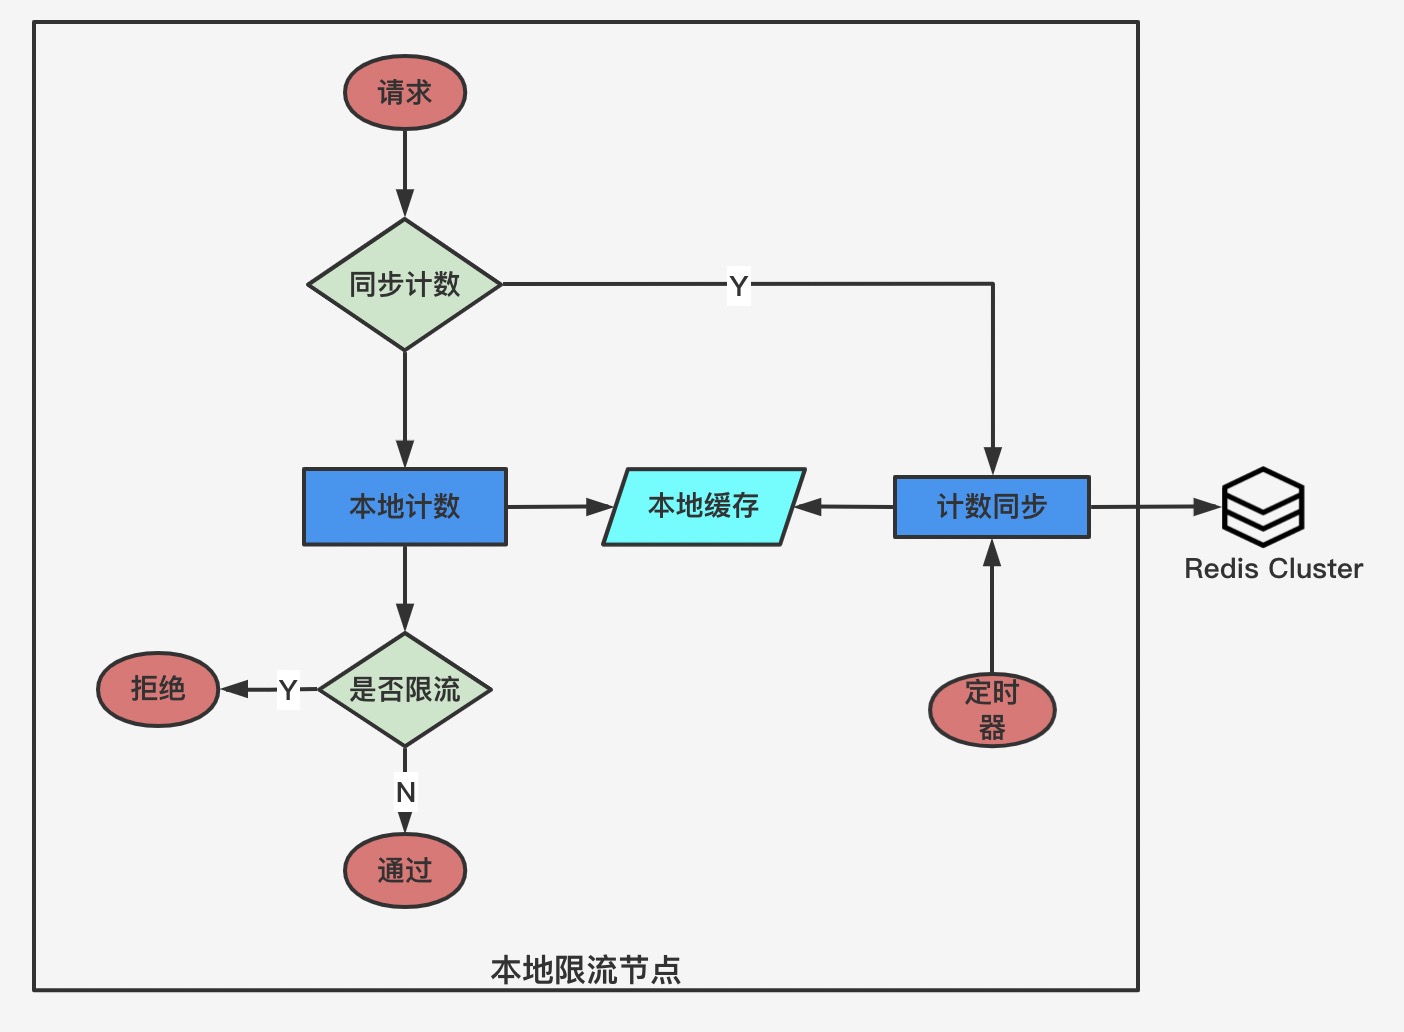 请求
同步计数
Y
本地计数
本地缓存
计数同步
Redis Cluster
拒绝
Y
是否限流
定时
器
N
通过
本地限流节点